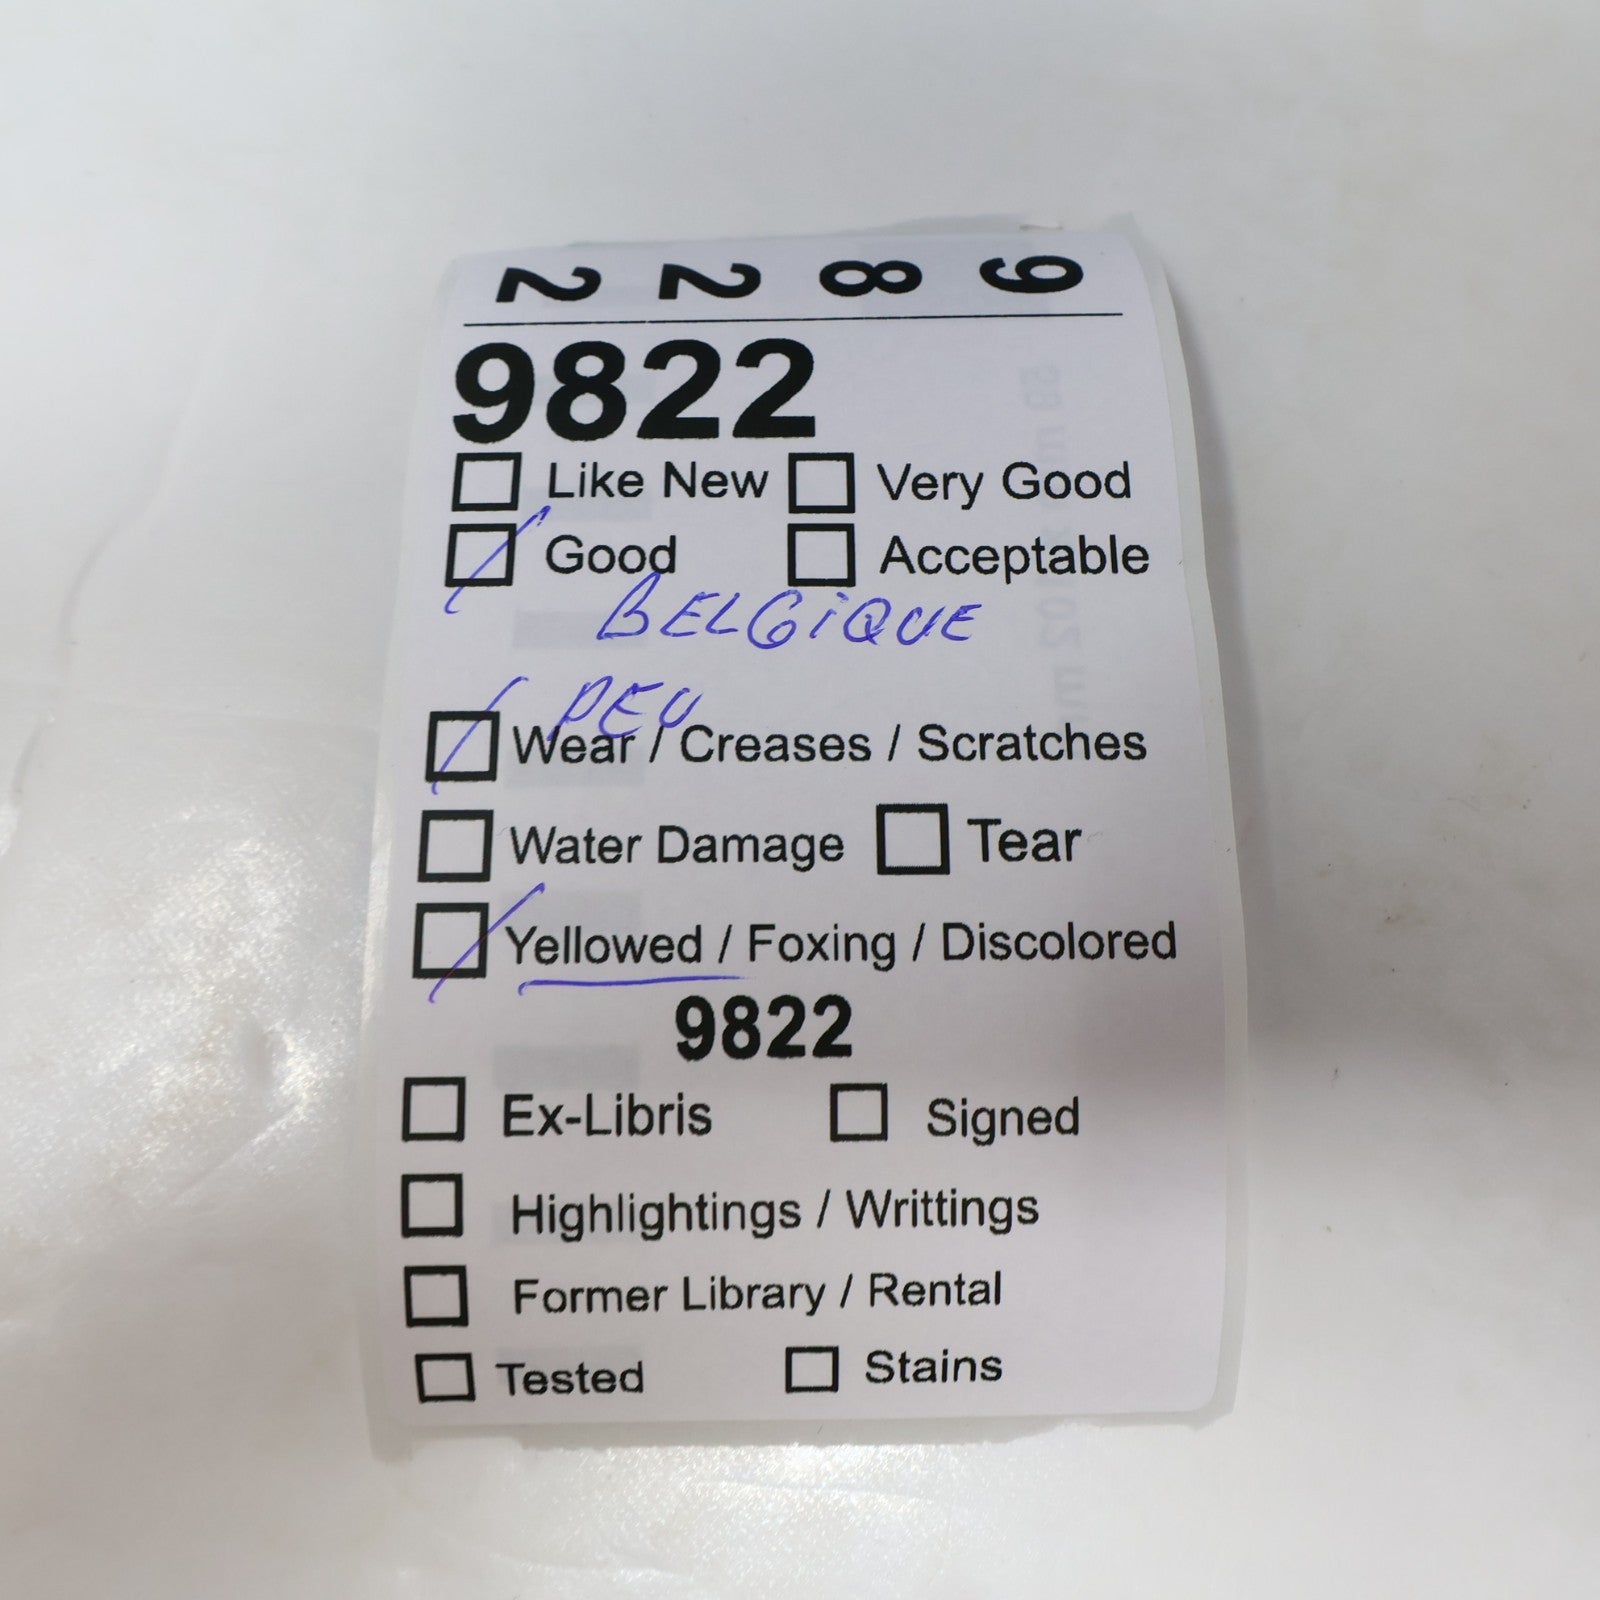 2 2 8 9
9822
Like New Very Good
Good Acceptable
BELGiQUE
PEU
Wear / Creases / Scratches
Water Damage Tear
Yellowed / Foxing / Discolored
9822
Ex-Libris Signed
Highlightings / Writtings
Former Library / Rental
Tested Stains